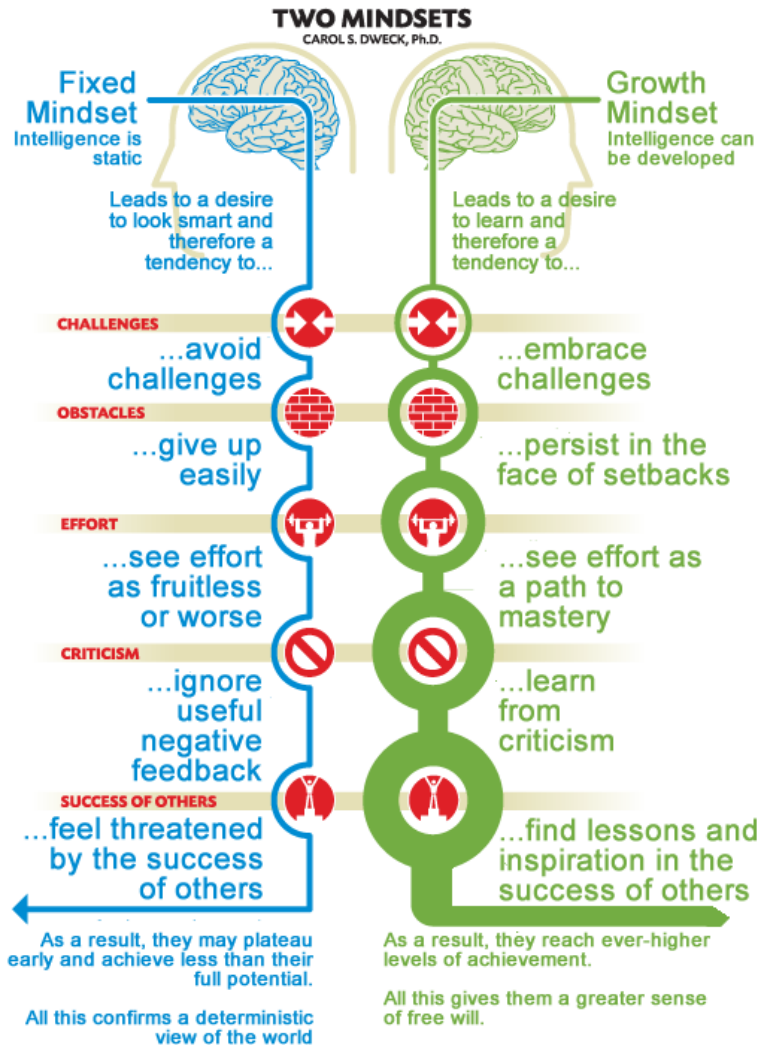 TWO MINDSETS
CAROL S. DWECK, Ph.D.
Fixed
Mindset
Intelligence is
static
Growth
Mindset
Intelligence can
be developed
Leads to a desire
to look smart and
therefore a
tendency to...
Leads to a desire
to learn and
therefore a
tendency to...
CHALLENGES
...avoid
challenges
...embrace
challenges
OBSTACLES
...give up
easily
...persist in the
face of setbacks
EFFORT
...see effort
as fruitless
or worse
...see effort as
a path to
mastery
CRITICISM
...ignore
useful
negative
feedback
...learn
from
criticism
SUCCESS OF OTHERS
...feel threatened
by the success
of others
...find lessons and
inspiration in the
success of others
As a result, they may plateau
early and achieve less than their
full potential.
All this confirms a deterministic
view of the world
As a result, they reach ever-higher
levels of achievement.
All this gives them a greater sense
of free will.